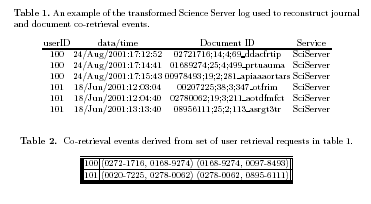 Table 1. An example of the transformed Science Server log used to reconstruct journal
and document co-retrieval events.
userID data/time Document ID Service
100 24/Aug/2001:17:12:52 02721716;14;4;69_ddacfrtip SciServer
100 24/Aug/2001:17:14:41 01689274;25;4;499_prtuauma SciServer
100 24/Aug/2001:17:15:43 00978493;19;2;281_apiaaaortars SciServer
101 18/Jun/2001:12:03:04 00207225;38;3;347_otfrim SciServer
101 18/Jun/2001:12:04:40 02780062;19;3;211_aotdfmfct SciServer
101 18/Jun/2001:13:13:40 08956111;25;2;113_asrgt3tr SciServer
Table 2. Co-retrieval events derived from set of user retrieval requests in table 1.
100 (0272-1716, 0168-9274) (0168-9274, 0097-8493)
101 (0020-7225, 0278-0062) (0278-0062, 0895-6111)